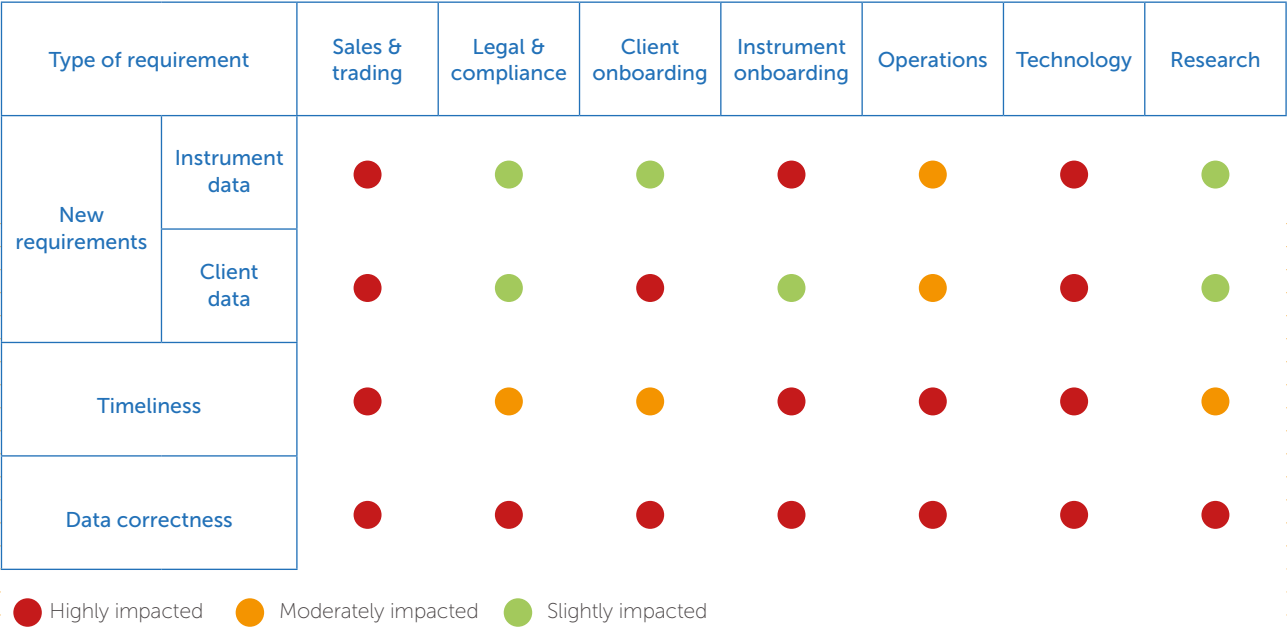 Type of requirement
Sales &
trading
Legal &
compliance
Client
onboarding
Instrument
onboarding
Operations
Technology
Research
New
requirements
Instrument
data
Client
data
Timeliness
Data correctness
Highly impacted
Moderately impacted
Slightly impacted